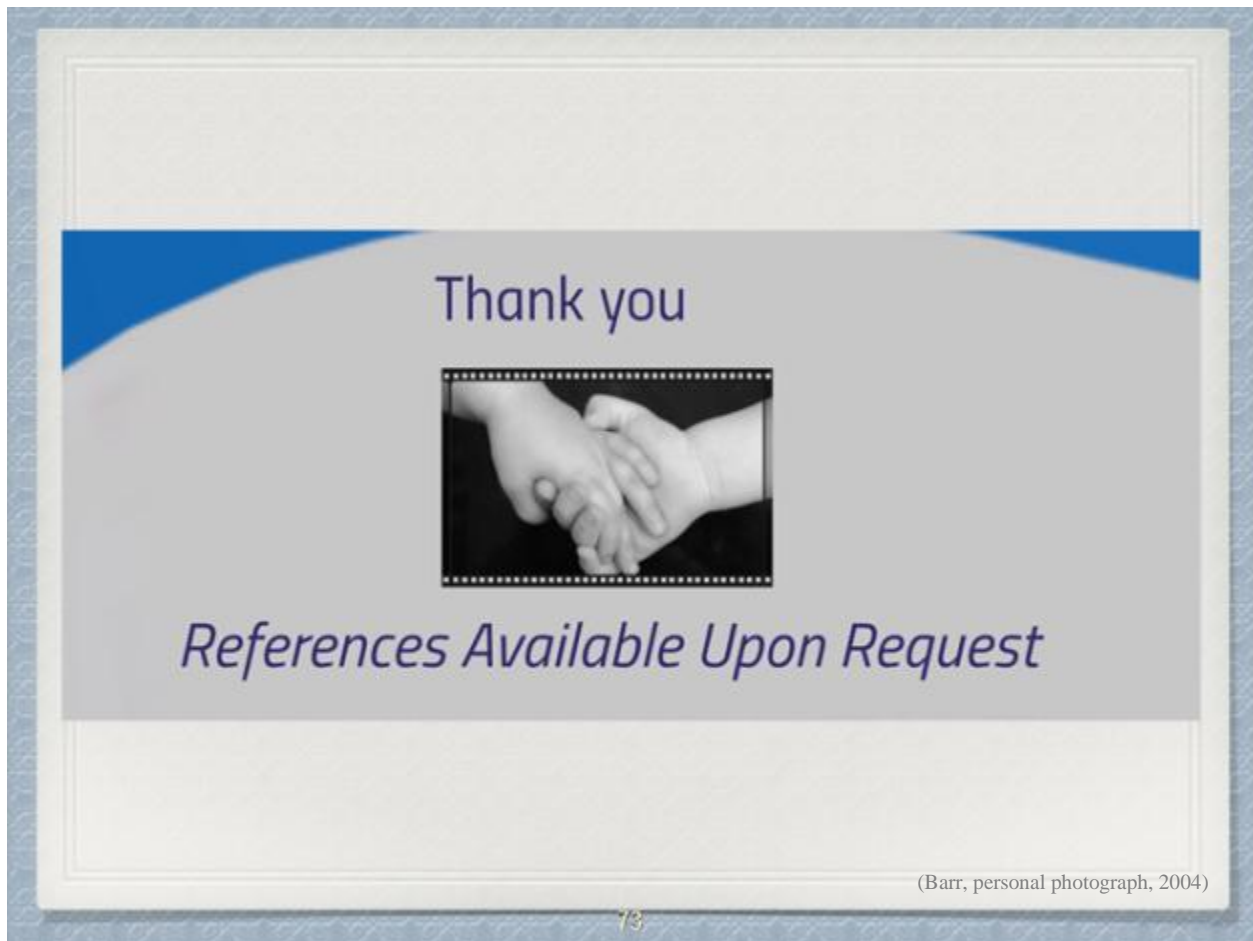 Thank you
References Available Upon Request
(Barr, personal photograph, 2004)
73